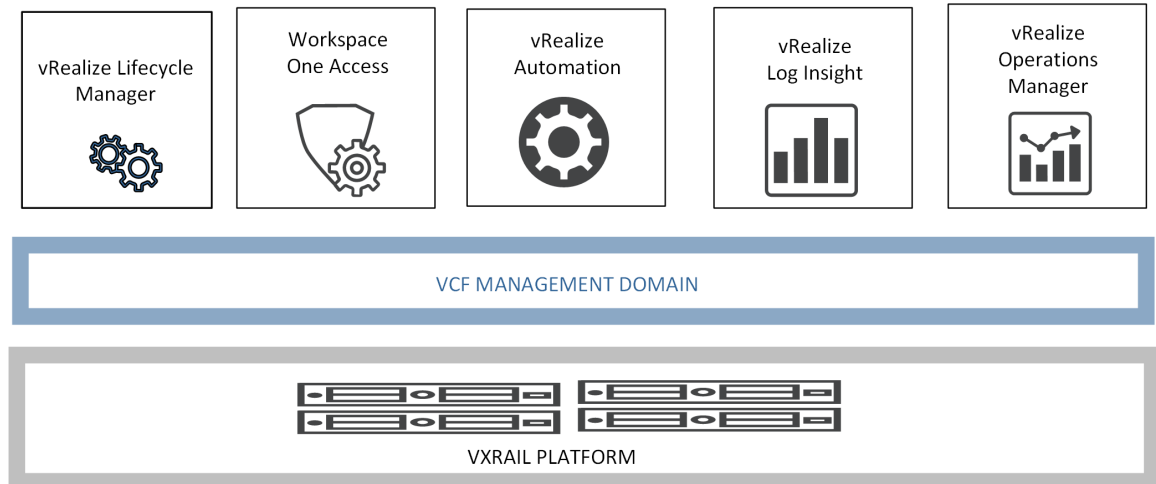 vRealize Lifecycle
Manager
Workspace
One Access
vRealize
Automation
vRealize
Log Insight
vRealize
Operations
Manager
VCF MANAGEMENT DOMAIN
VXRAIL PLATFORM